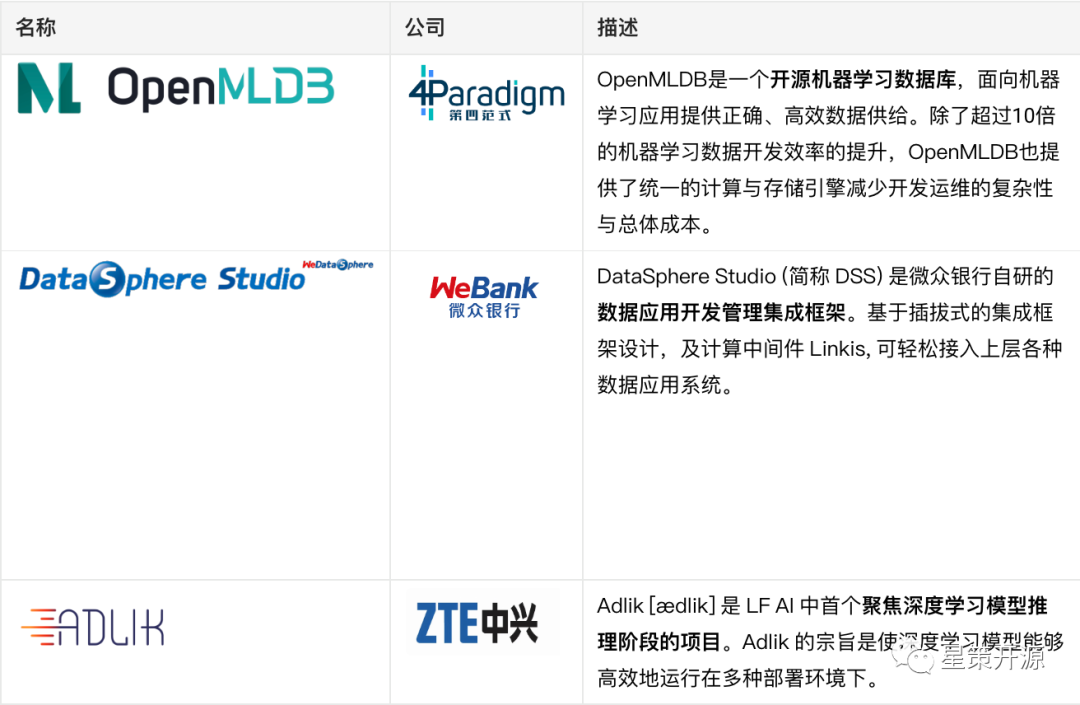 名称
公司
描述
OpenMLDB
4Paradigm
第四范式
OpenMLDB是一个开源机器学习数据库，面向机器
学习应用提供正确、高效数据供给。除了超过10倍
的机器学习数据开发效率的提升，OpenMLDB也提
供了统一的计算与存储引擎减少开发运维的复杂性
与总体成本。
DataSphere Studio
WeDataSphere
WeBank
微众银行
DataSphere Studio (简称 DSS) 是微众银行自研的
数据应用开发管理集成框架。基于插拔式的集成框
架设计，及计算中间件 Linkis, 可轻松接入上层各种
数据应用系统。
ADLIK
ZTE中兴
Adlik [ædlik] 是 LF AI 中首个聚焦深度学习模型推
理阶段的项目。Adlik 的宗旨是使深度学习模型能够
高效地运行在多种部署环境下。
星策开源